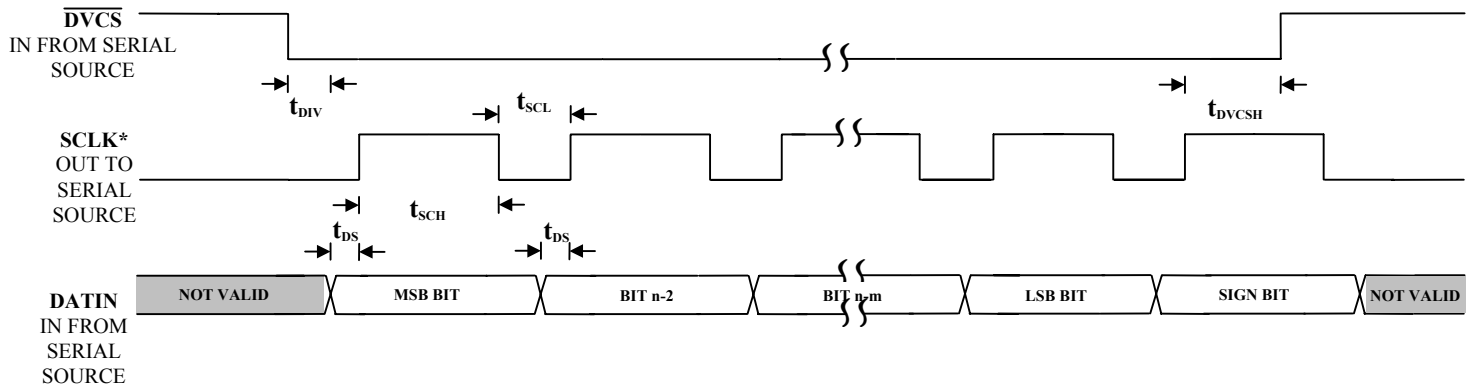 DVCS
IN FROM SERIAL
SOURCE
tDIV
tSCL
tDVCSH
SCLK*
OUT TO
SERIAL
SOURCE
tSCH
tDS
tDS
DATIN
IN FROM
SERIAL
SOURCE
NOT VALID
MSB BIT
BIT n-2
BIT n-m
LSB BIT
SIGN BIT
NOT VALID